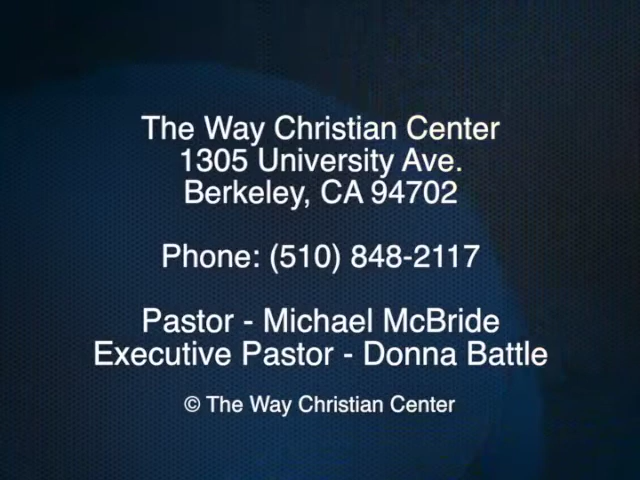 The Way Christian Center
1305 University Ave.
Berkeley, CA 94702
Phone: (510) 848-2117
Pastor - Michael McBride
Executive Pastor - Donna Battle
© The Way Christian Center